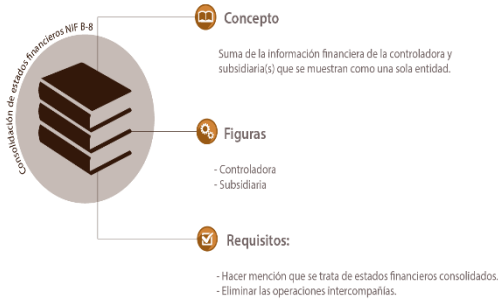 Consolidación de estados financieros NIF B-8
Concepto
Suma de la información financiera de la controladora y
subsidiaria(s) que se muestran como una sola entidad.
Figuras
- Controladora
- Subsidiaria
Requisitos:
- Hacer mención que se trata de estados financieros consolidados.
- Eliminar las operaciones intercompañías.